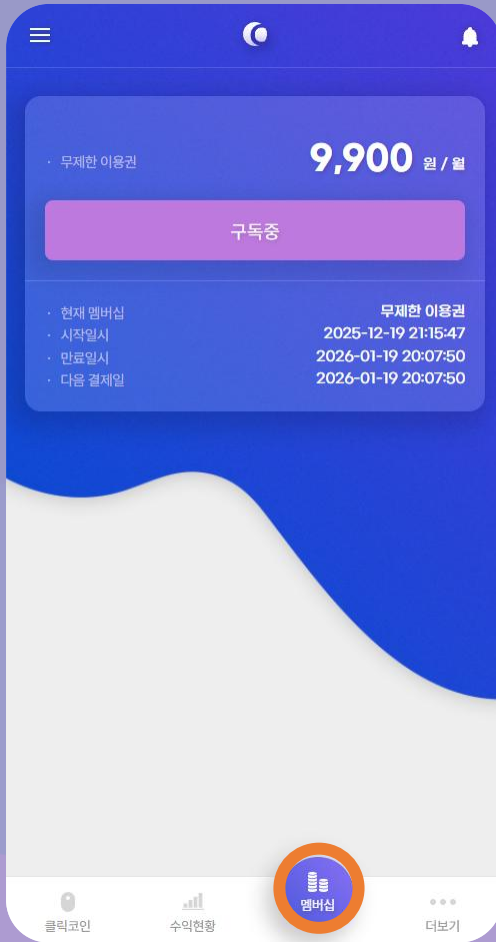 · 무제한 이용권 9,900 원 / 월
구독중
· 현재 멤버십 무제한 이용권
· 시작일시 2025-12-19 21:15:47
· 만료일시 2026-01-19 20:07:50
· 다음 결제일 2026-01-19 20:07:50
클릭코인 수익현황 멤버십 더보기